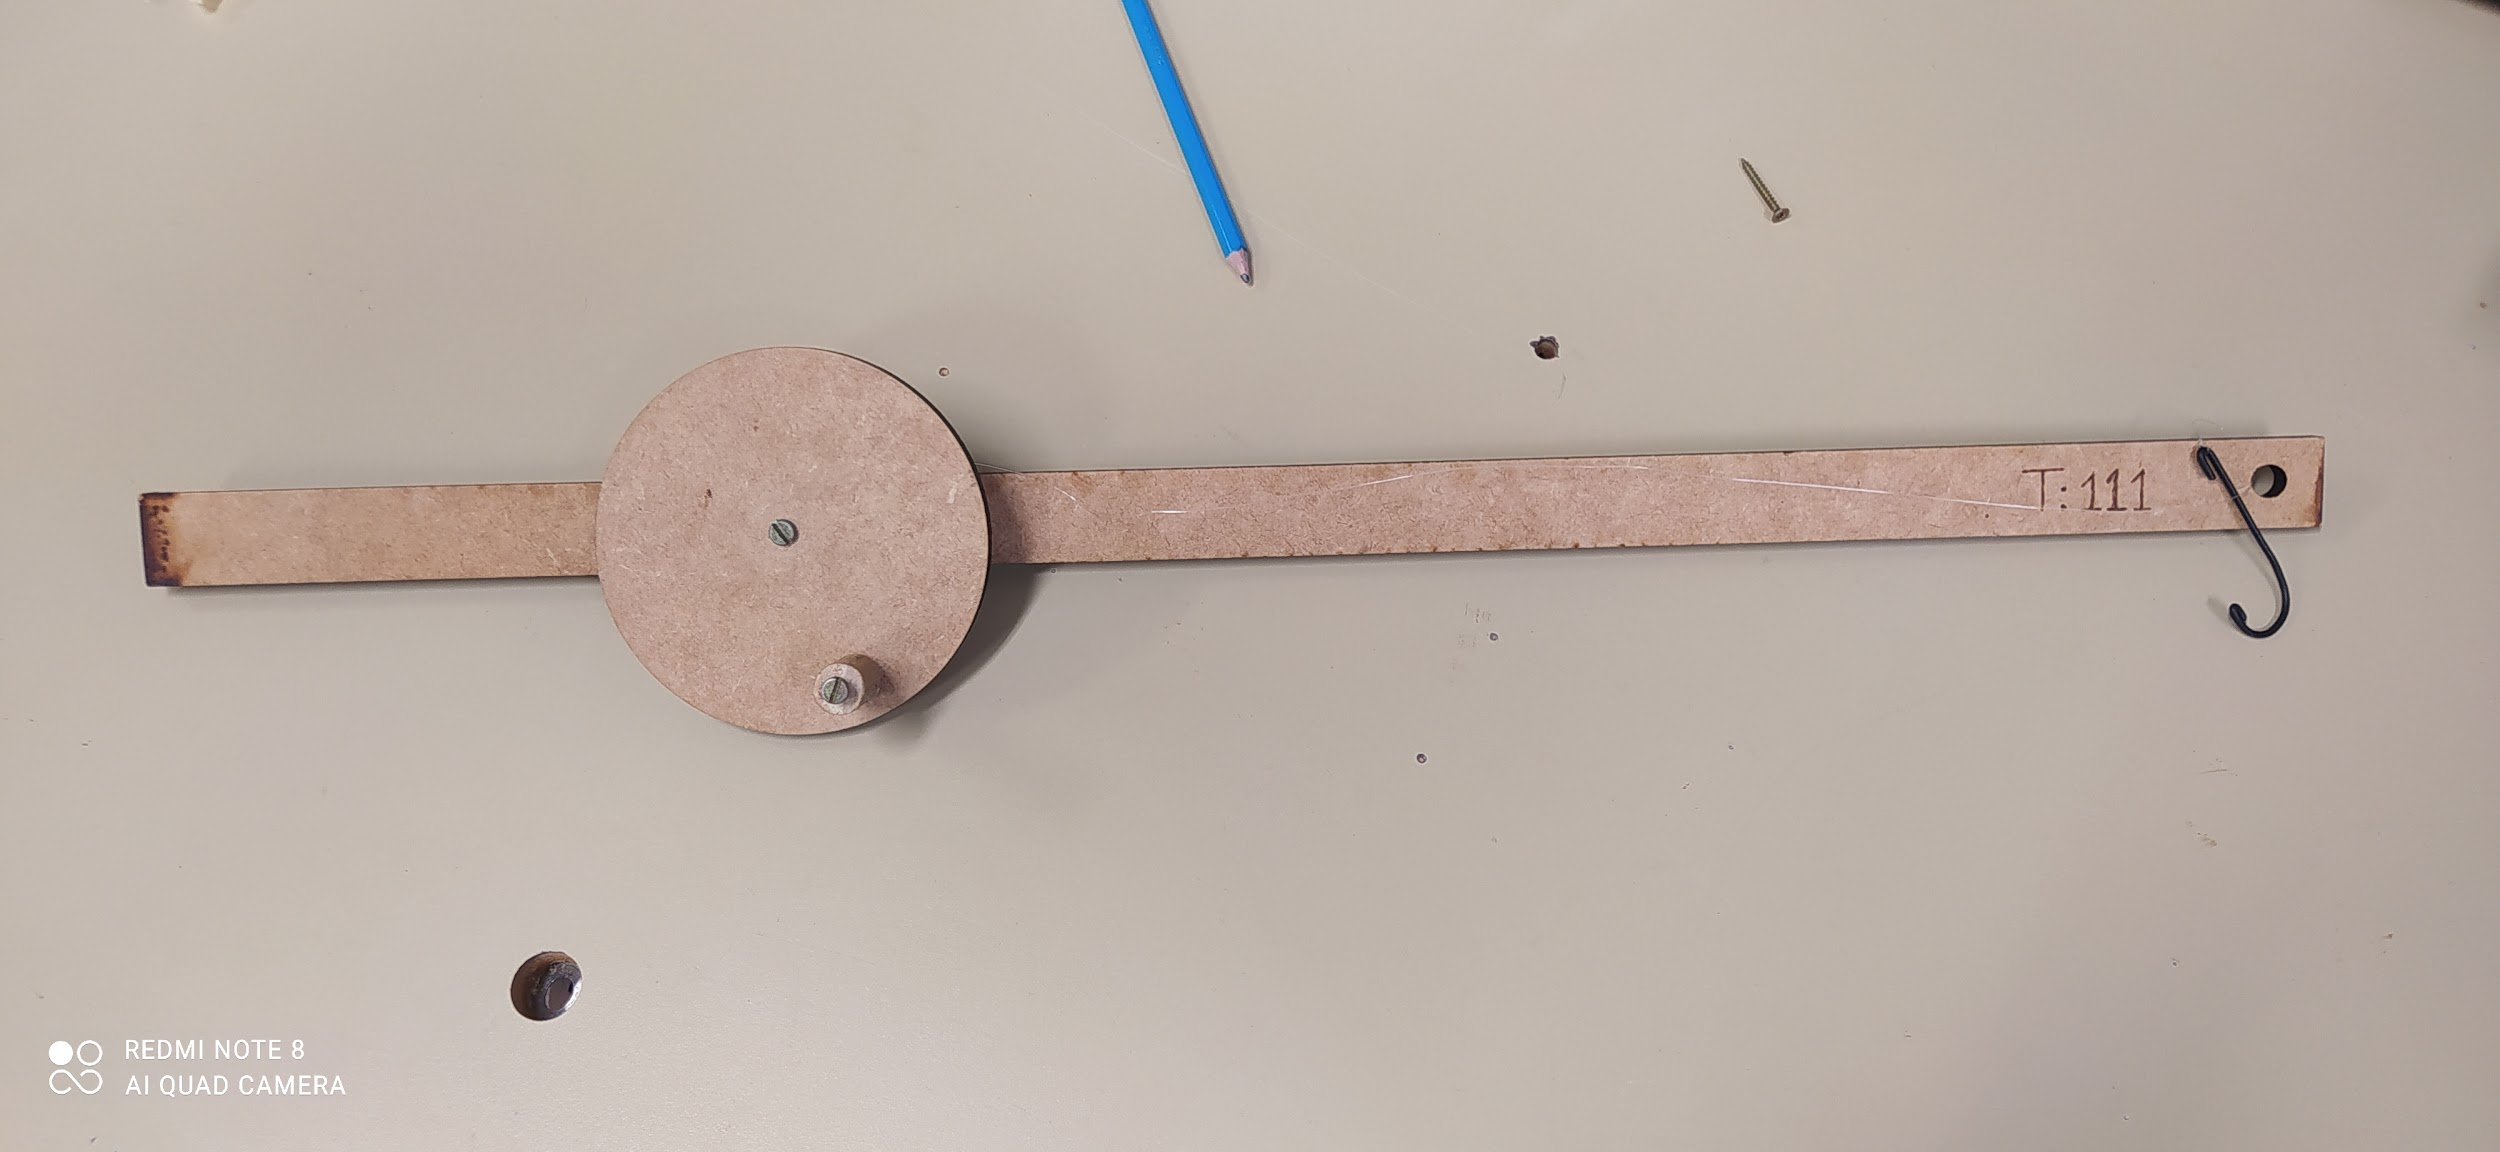 T: 111
REDMI NOTE 8
AI QUAD CAMERA